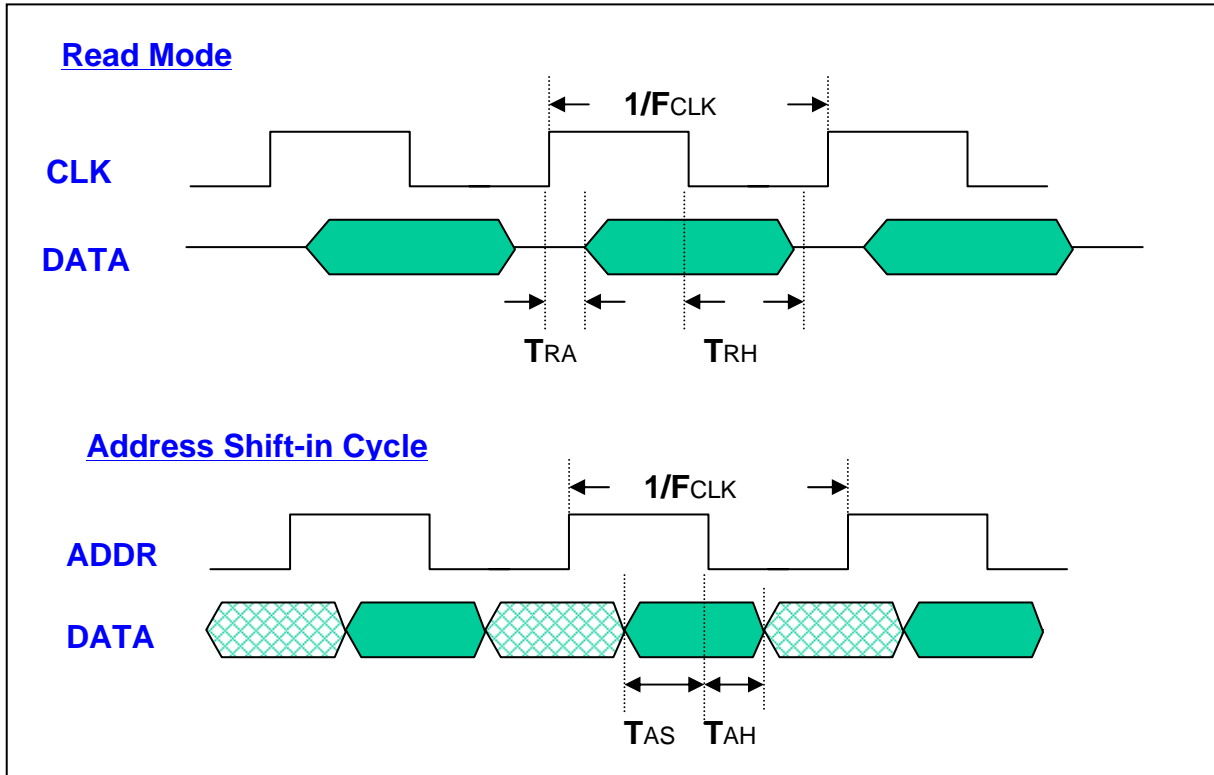 Read Mode
1/FCLK
CLK
DATA
TRA TRH
Address Shift-in Cycle
1/FCLK
ADDR
DATA
TAS TAH